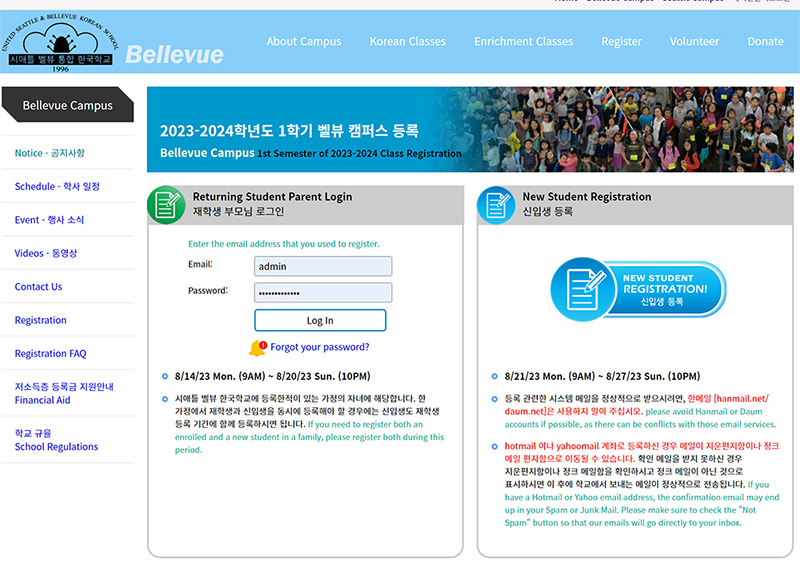 UNITED SEATTLE & BELLEVUE KOREAN SCHOOL
시애틀 벨뷰 통합 한국학교
1996
Bellevue
About Campus
Korean Classes
Enrichment Classes
Register
Volunteer
Donate
Bellevue Campus
Notice - 공지사항
Schedule - 학사 일정
Event - 행사 소식
Videos - 동영상
Contact Us
Registration
Registration FAQ
저소득층 등록금 지원안내
Financial Aid
학교 규율
School Regulations
2023-2024학년도 1학기 벨뷰 캠퍼스 등록
Bellevue Campus 1st Semester of 2023-2024 Class Registration
Returning Student Parent Login
재학생 부모님 로그인
Enter the email address that you used to register.
Email:
admin
Password:
•••••••••••••
Log In
Forgot your password?
8/14/23 Mon. (9AM) ~ 8/20/23 Sun. (10PM)
시애틀 벨뷰 한국학교에 등록한적이 있는 가정의 자녀에 해당합니다. 한
가정에서 재학생과 신입생을 동시에 등록해야 할 경우에는 신입생도 재학생
등록 기간에 함께 등록하시면 됩니다. If you need to register both an
enrolled and a new student in a family, please register both during this
period.
New Student Registration
신입생 등록
NEW STUDENT
REGISTRATION!
신입생 등록
8/21/23 Mon. (9AM) ~ 8/27/23 Sun. (10PM)
등록 관련한 시스템 메일을 정상적으로 받으시려면, 한메일 [hanmail.net/
daum.net]은 사용하지 말아 주십시오. please avoid Hanmail or Daum
accounts if possible, as there can be conflicts with those email services.
hotmail 이나 yahoomail 계좌로 등록하신 경우 메일이 지운편지함이나 정크
메일 편지함으로 이동될 수 있습니다. 확인 메일을 받지 못하신 경우
지운편지함이나 정크 메일함을 확인하시고 정크 메일이 아닌 것으로
표시하시면 이 후에 학교에서 보내는 메일이 정상적으로 전송됩니다. If you
have a Hotmail or Yahoo email address, the confirmation email may end
up in your Spam or Junk Mail. Please make sure to check the "Not
Spam" button so that our emails will go directly to your inbox.